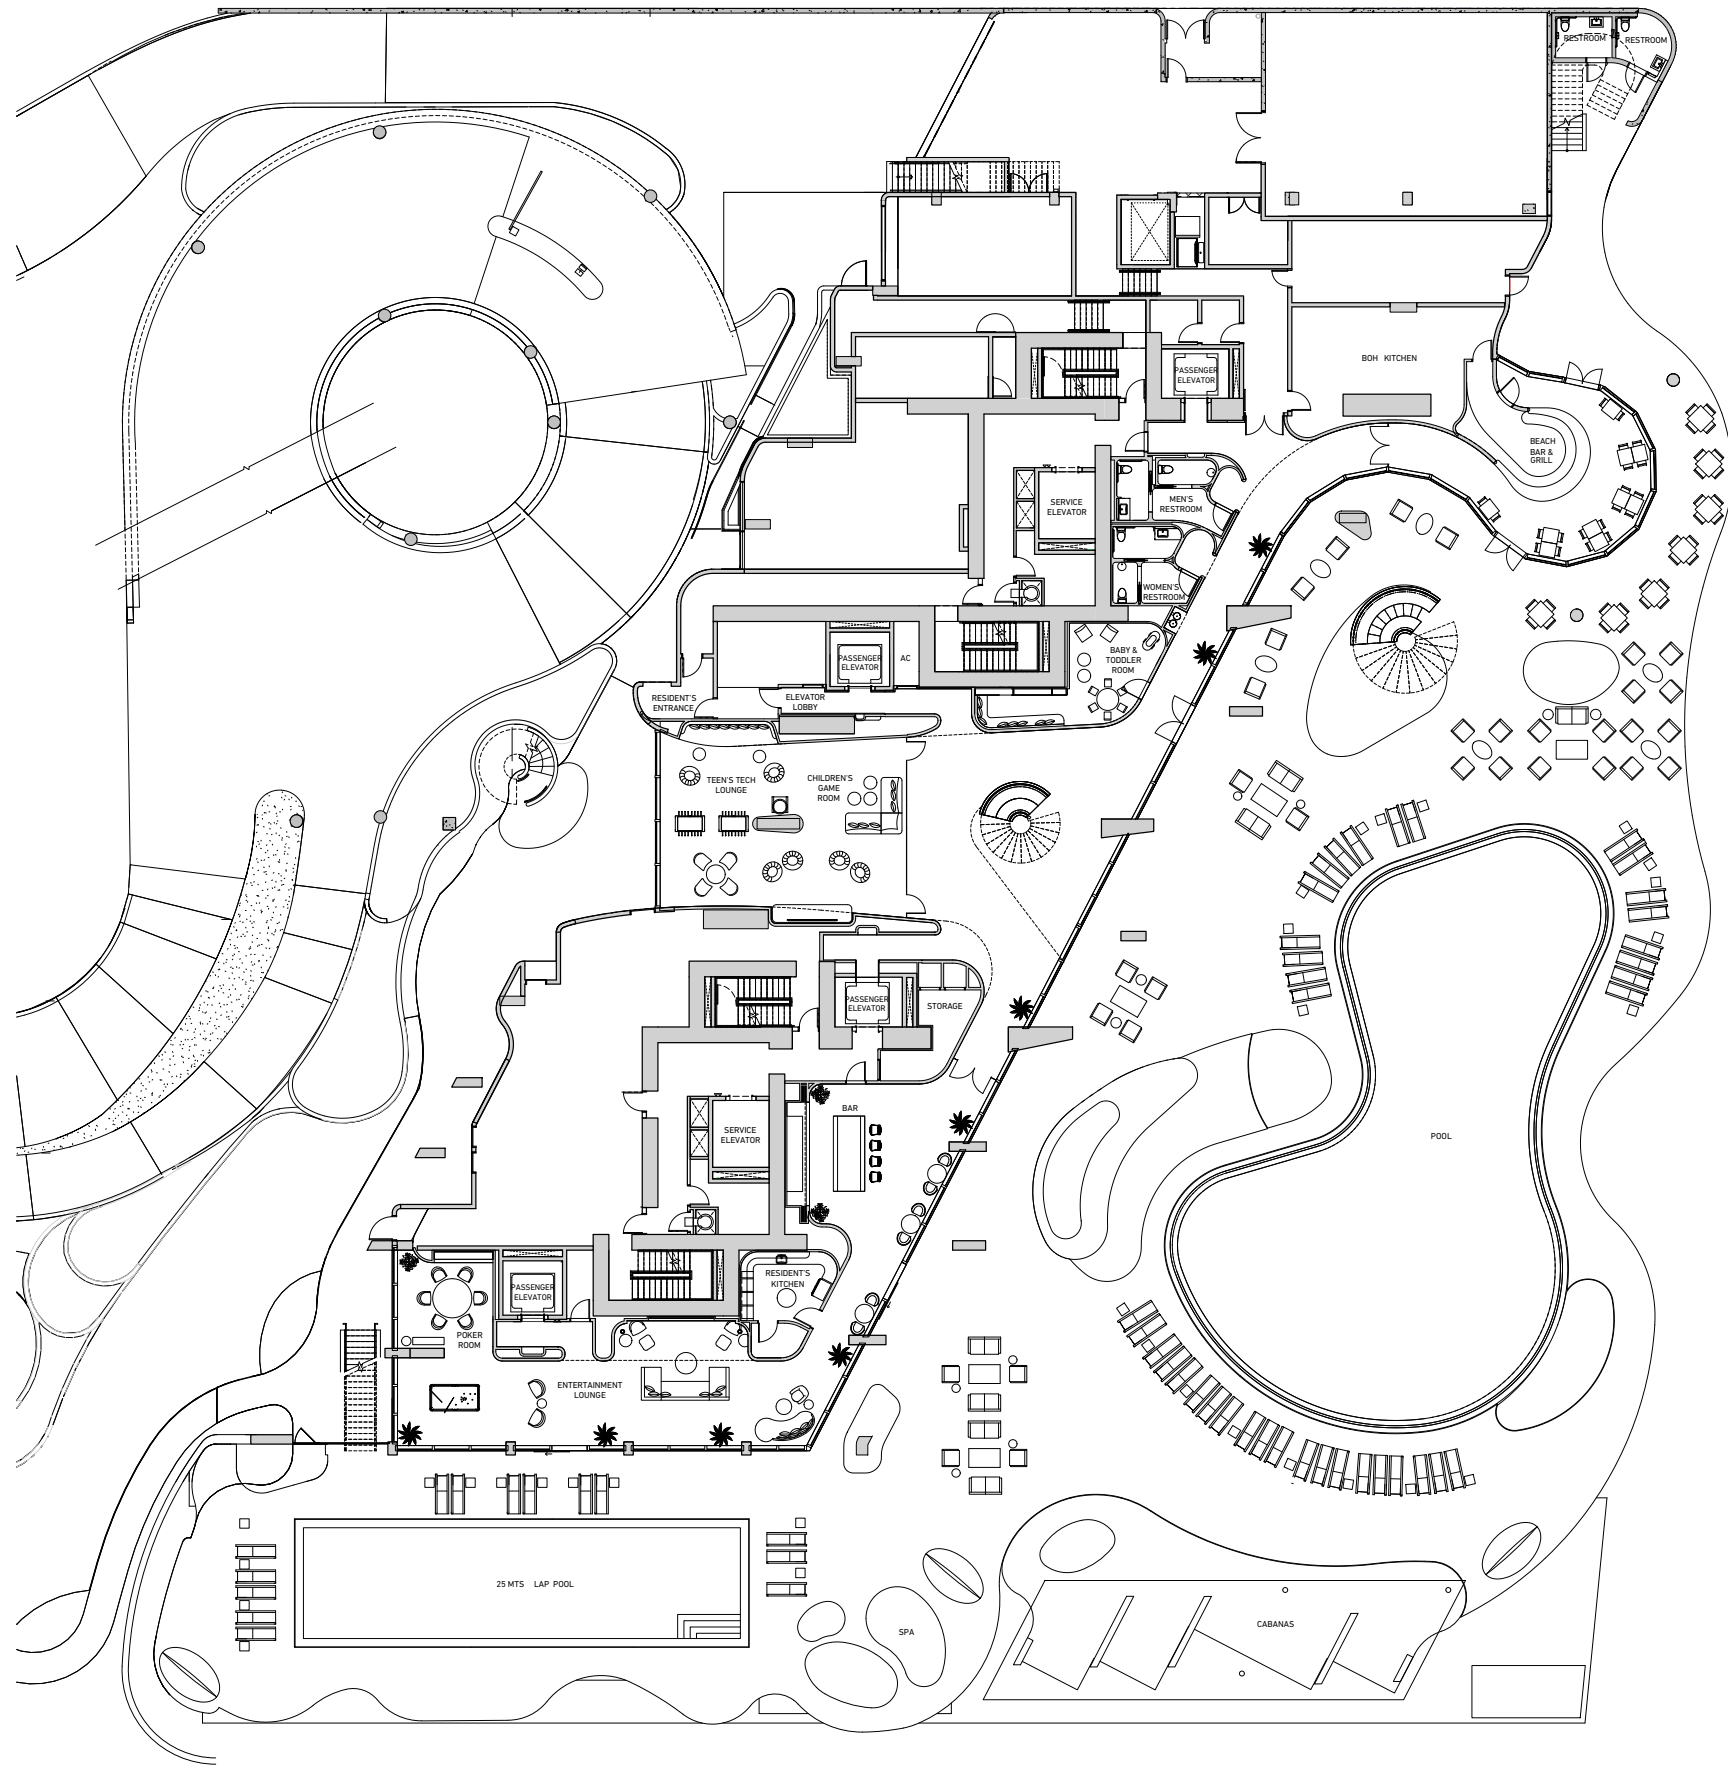 RESTROOM
RESTROOM
BOH KITCHEN
PASSENGER
ELEVATOR
BEACH
BAR &
GRILL
SERVICE
ELEVATOR
MEN'S
RESTROOM
WOMEN'S
RESTROOM
PASSENGER
ELEVATOR
AC
BABY &
TODDLER
ROOM
RESIDENT'S
ENTRANCE
ELEVATOR
LOBBY
TEEN'S TECH
LOUNGE
CHILDREN'S
GAME
ROOM
PASSENGER
ELEVATOR
STORAGE
BAR
SERVICE
ELEVATOR
POOL
RESIDENT'S
KITCHEN
PASSENGER
ELEVATOR
POKER
ROOM
ENTERTAINMENT
LOUNGE
25 MTS LAP POOL
SPA
CABANAS